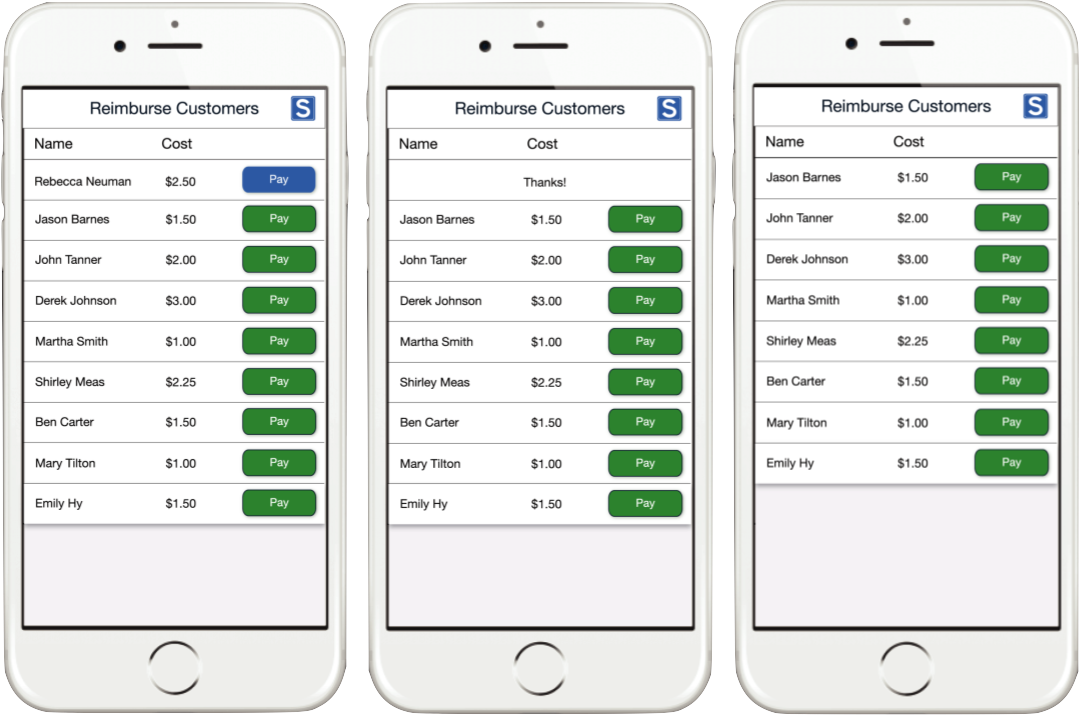 Reimburse Customers S
Name Cost
Rebecca Neuman $2.50 Pay
Jason Barnes $1.50 Pay
John Tanner $2.00 Pay
Derek Johnson $3.00 Pay
Martha Smith $1.00 Pay
Shirley Meas $2.25 Pay
Ben Carter $1.50 Pay
Mary Tilton $1.00 Pay
Emily Hy $1.50 Pay
Reimburse Customers S
Name Cost
Thanks!
Jason Barnes $1.50 Pay
John Tanner $2.00 Pay
Derek Johnson $3.00 Pay
Martha Smith $1.00 Pay
Shirley Meas $2.25 Pay
Ben Carter $1.50 Pay
Mary Tilton $1.00 Pay
Emily Hy $1.50 Pay
Reimburse Customers S
Name Cost
Jason Barnes $1.50 Pay
John Tanner $2.00 Pay
Derek Johnson $3.00 Pay
Martha Smith $1.00 Pay
Shirley Meas $2.25 Pay
Ben Carter $1.50 Pay
Mary Tilton $1.00 Pay
Emily Hy $1.50 Pay